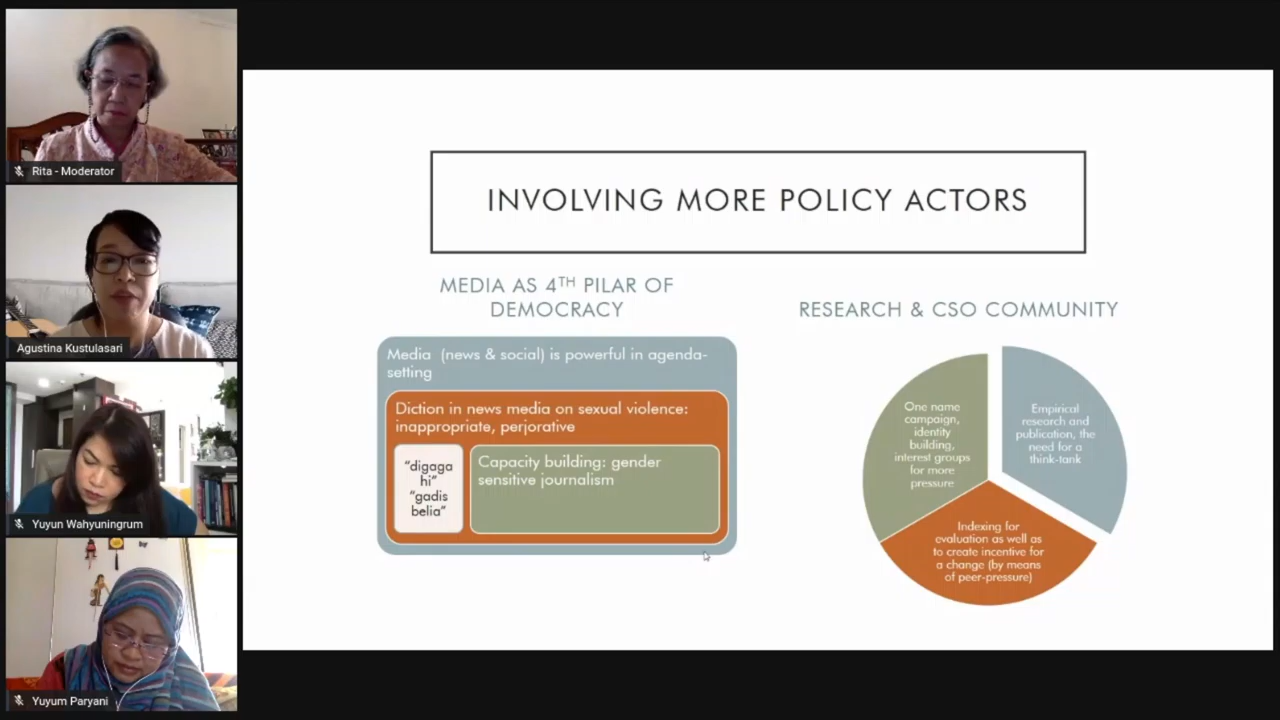 Rita - Moderator
Agustina Kustulasari
Yuyun Wahyuningrum
Yuyum Paryani
INVOLVING MORE POLICY ACTORS
MEDIA AS 4TH PILAR OF
DEMOCRACY
Media (news & social) is powerful in agenda-
setting
Diction in news media on sexual violence:
inappropriate, perjorative
"digaga
hi"
"gadis
belia"
Capacity building: gender
sensitive journalism
RESEARCH & CSO COMMUNITY
One name
campaign,
identity
building,
interest groups
for more
pressure
Empirical
research and
publication, the
need for a
think-tank
Indexing for
evaluation as well as
to create incentive for
a change (by means
of peer-pressure)